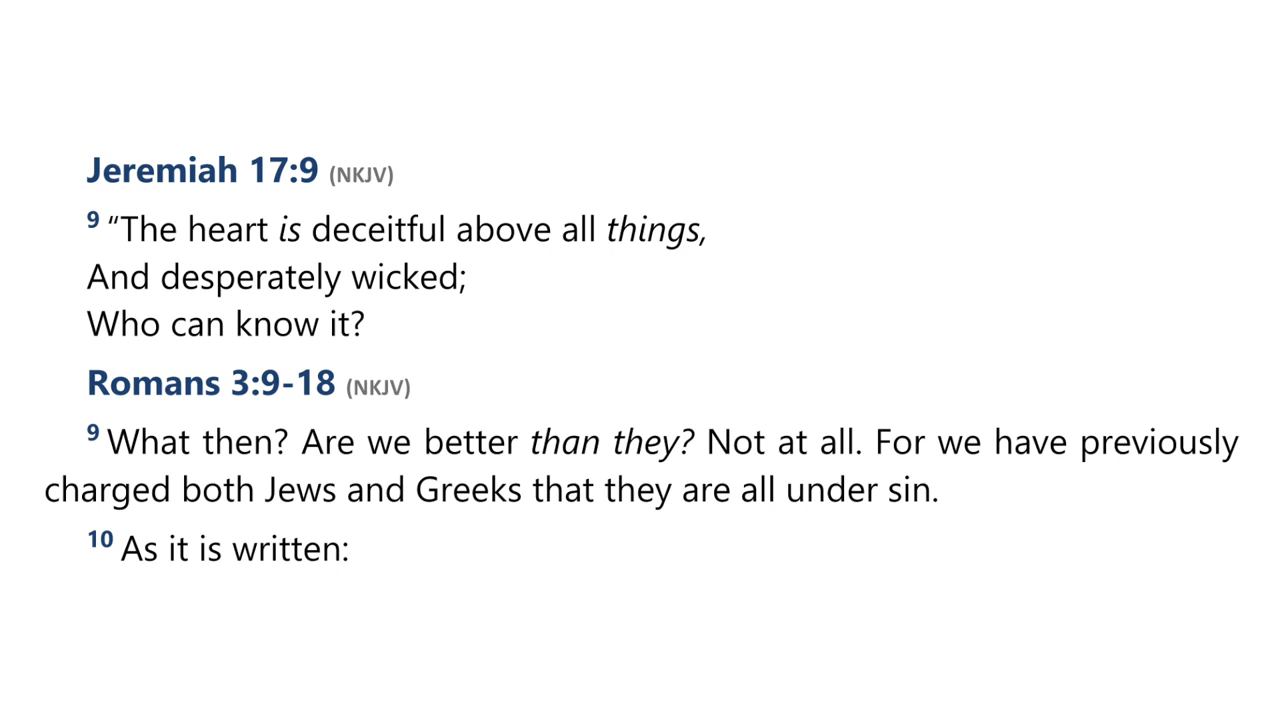 Jeremiah 17:9 (NKJV)
9 “The heart is deceitful above all things,
And desperately wicked;
Who can know it?
Romans 3:9-18 (NKJV)
9 What then? Are we better than they? Not at all. For we have previously
charged both Jews and Greeks that they are all under sin.
10 As it is written: